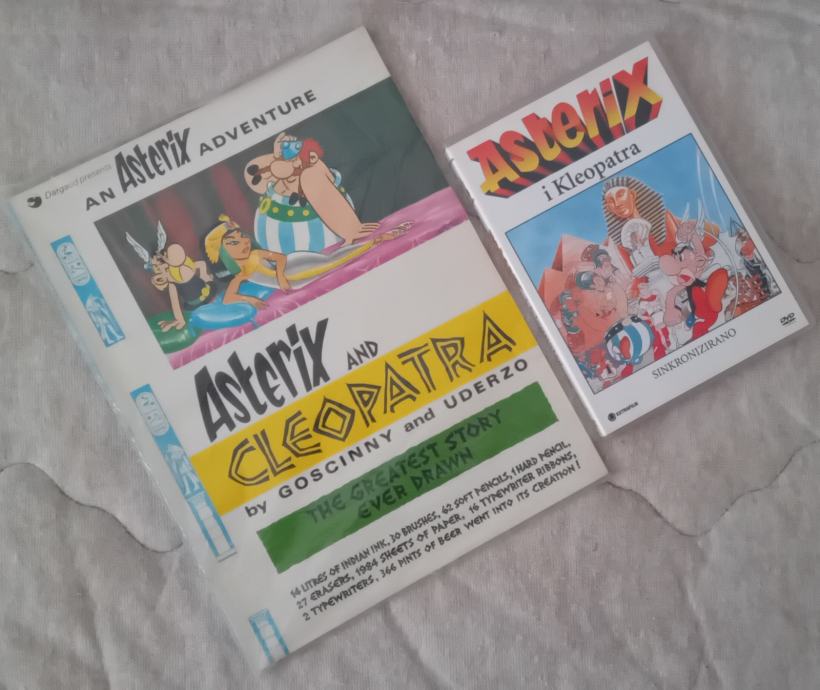 Dargaud presents
AN Asterix ADVENTURE
Asterix AND
CLEOPATRA
by GOSCINNY and UDERZO
THE GREATEST STORY
EVER DRAWN
14 LITRES OF INDIAN INK, 30 BRUSHES, 62 SOFT PENCILS, 1 HARD PENCIL,
27 ERASERS, 1984 SHEETS OF PAPER, 16 TYPEWRITER RIBBONS,
2 TYPEWRITERS, 366 PINTS OF BEER WENT INTO ITS CREATION!
Asterix
i Kleopatra
DVD
SINKRONIZIRANO